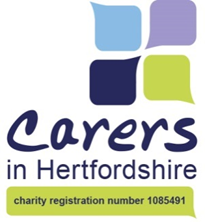 Carers
in Hertfordshire
charity registration number 1085491